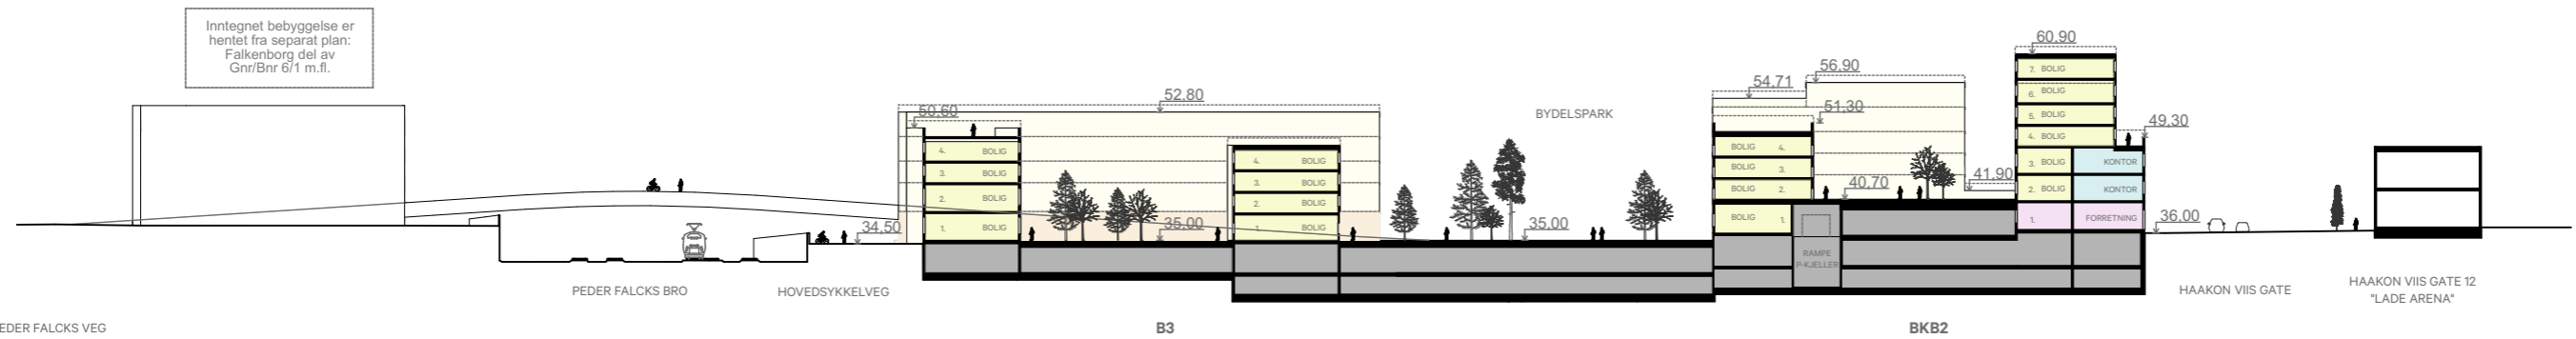 Inntegnet bebyggelse er
hentet fra separat plan:
Falkenborg del av
Gnr/Bnr 6/1 m.fl.
60,90
56,90
54,71
52,80
51,30
50,60
49,30
BYDELSPARK
7. BOLIG
6. BOLIG
5. BOLIG
4. BOLIG
3. BOLIG KONTOR
2. BOLIG KONTOR
1. FORRETNING
4. BOLIG
3. BOLIG
2. BOLIG
1. BOLIG
4. BOLIG
3. BOLIG
2. BOLIG
1. BOLIG
BOLIG 4.
BOLIG 3.
BOLIG 2.
BOLIG 1.
41,90
40,70
34,50
35,00
35,00
36,00
RAMPE
P-KJELLER
PEDER FALCKS BRO
HOVEDSYKKELVEG
HAAKON VIIS GATE
HAAKON VIIS GATE 12
"LADE ARENA"
EDER FALCKS VEG
B3
BKB2